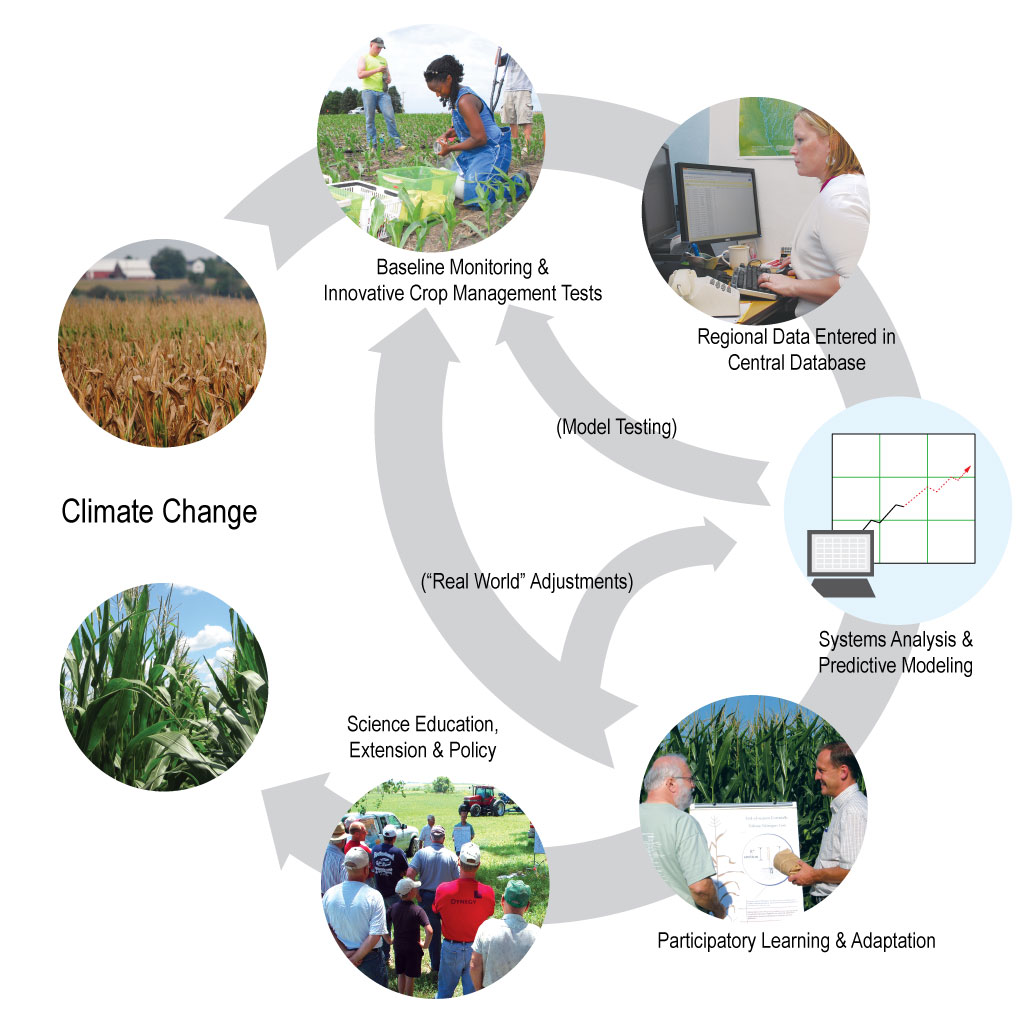 Baseline Monitoring &
Innovative Crop Management Tests
Regional Data Entered in
Central Database
(Model Testing)
Climate Change
("Real World" Adjustments)
Systems Analysis &
Predictive Modeling
Science Education,
Extension & Policy
DYNEGY
Participatory Learning & Adaptation